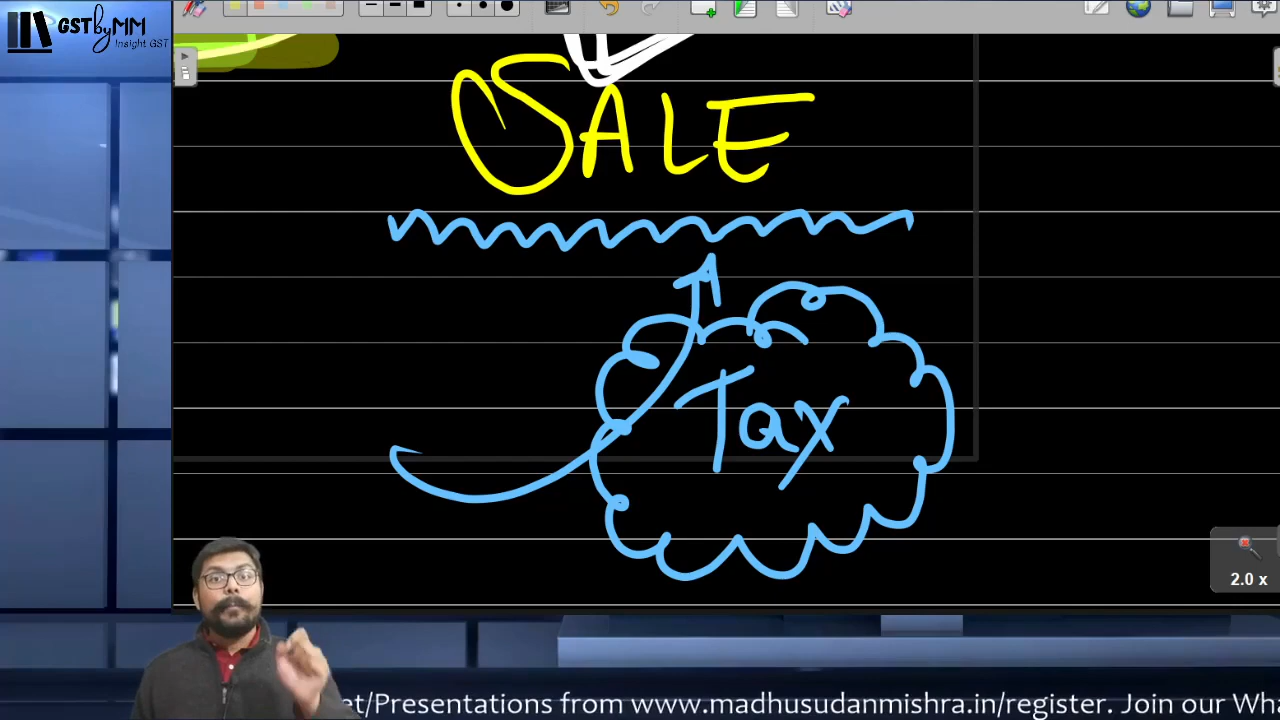 GSTbyMM
Insight GST
SALE
Tax
2.0 x
et/Presentations from www.madhusudanmishra.in/register. Join our Wha